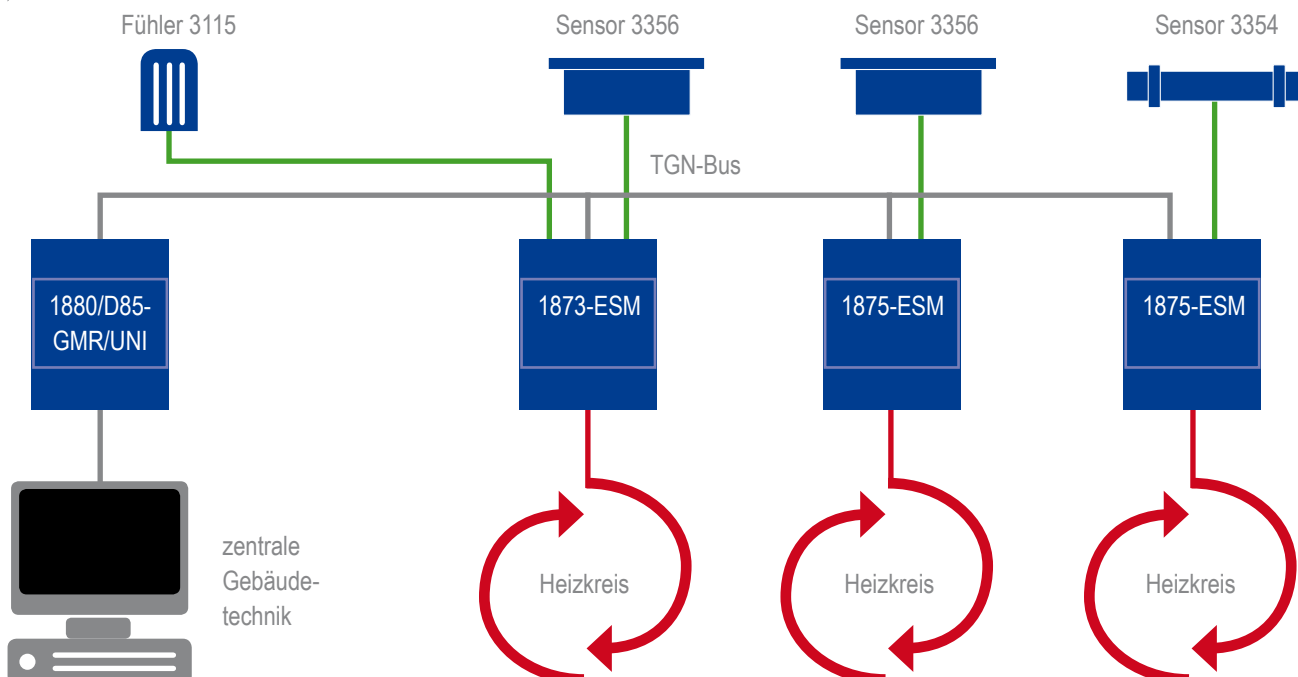 Fühler 3115
Sensor 3356
Sensor 3356
Sensor 3354
TGN-Bus
1880/D85-
GMR/UNI
1873-ESM
1875-ESM
1875-ESM
zentrale
Gebäude-
technik
Heizkreis
Heizkreis
Heizkreis